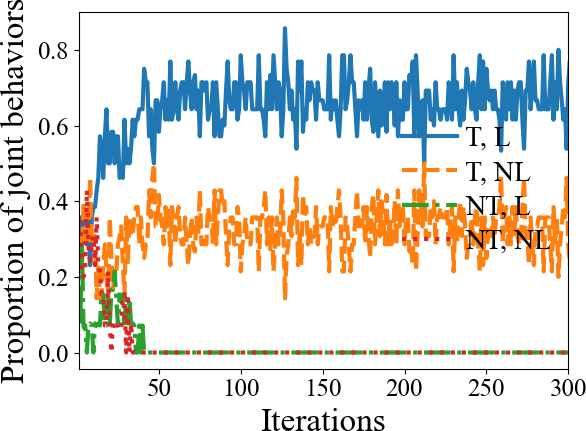 Proportion of joint behaviors
0.8
0.6
0.4
0.2
0.0
T, L
T, NL
NT, L
NT, NL
50
100
150
200
250
300
Iterations